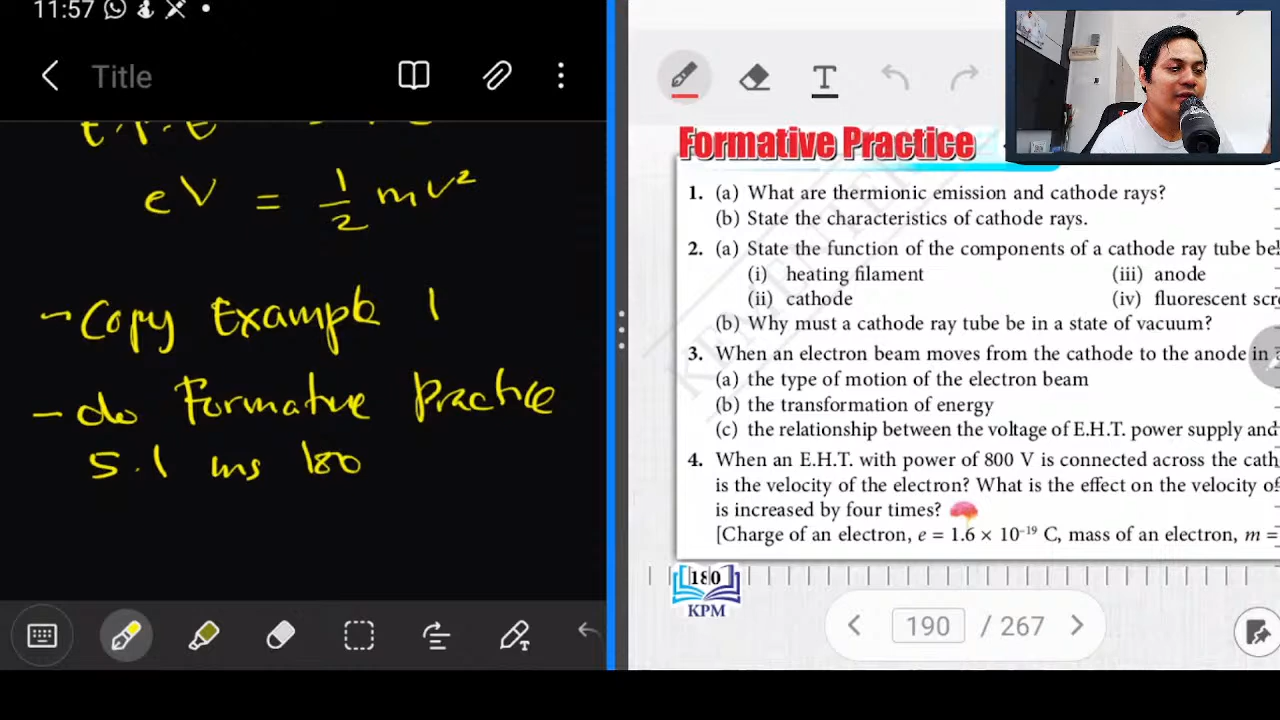 11:57
Title
eV = 1/2 mv²
- Copy Example 1
- do Formative Practice
5.1 ms 180
Formative Practice
1. (a) What are thermionic emission and cathode rays?
(b) State the characteristics of cathode rays.
2. (a) State the function of the components of a cathode ray tube be
(i) heating filament (iii) anode
(ii) cathode (iv) fluorescent scr
(b) Why must a cathode ray tube be in a state of vacuum?
3. When an electron beam moves from the cathode to the anode in
(a) the type of motion of the electron beam
(b) the transformation of energy
(c) the relationship between the voltage of E.H.T. power supply and
4. When an E.H.T. with power of 800 V is connected across the cath
is the velocity of the electron? What is the effect on the velocity of
is increased by four times?
[Charge of an electron, e = 1.6 × 10⁻¹⁹ C, mass of an electron, m =
180
KPM
190 / 267